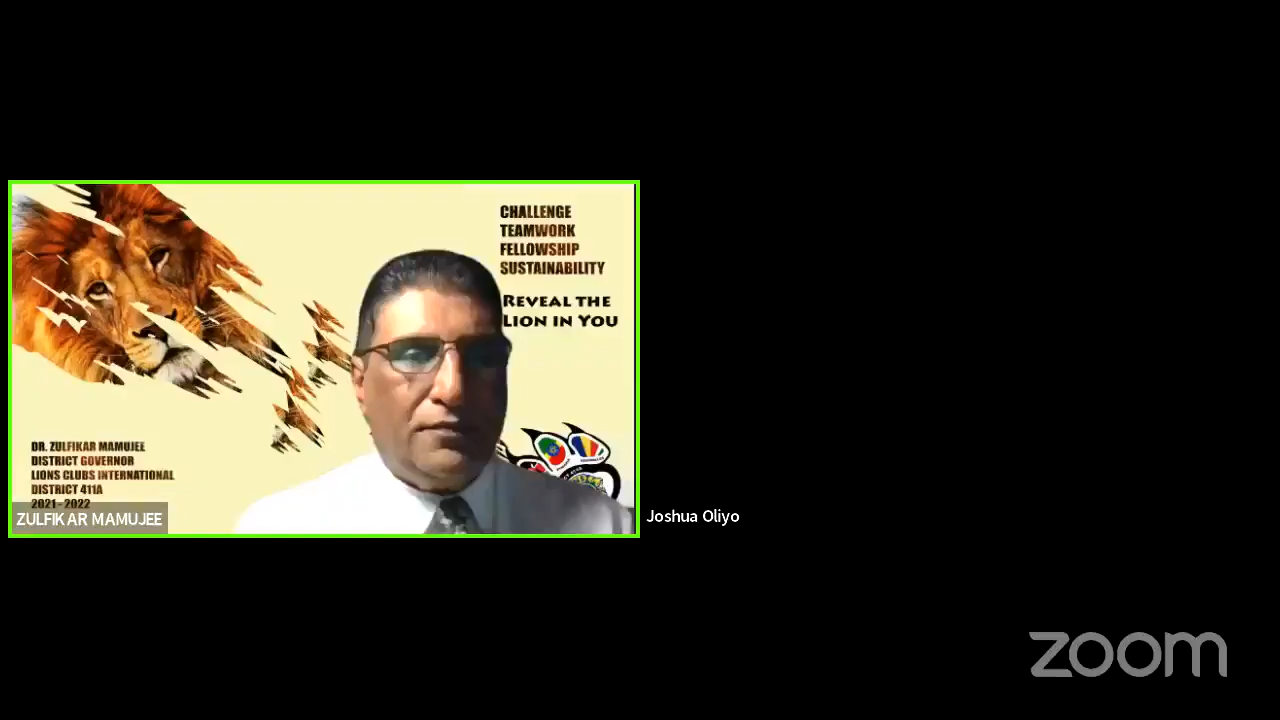 CHALLENGE
TEAMWORK
FELLOWSHIP
SUSTAINABILITY
REVEAL THE
LION IN YOU
DR. ZULFIKAR MAMUJEE
DISTRICT GOVERNOR
LIONS CLUBS INTERNATIONAL
DISTRICT 411A
2021-2022
ZULFIKAR MAMUJEE
Joshua Oliyo
zoom